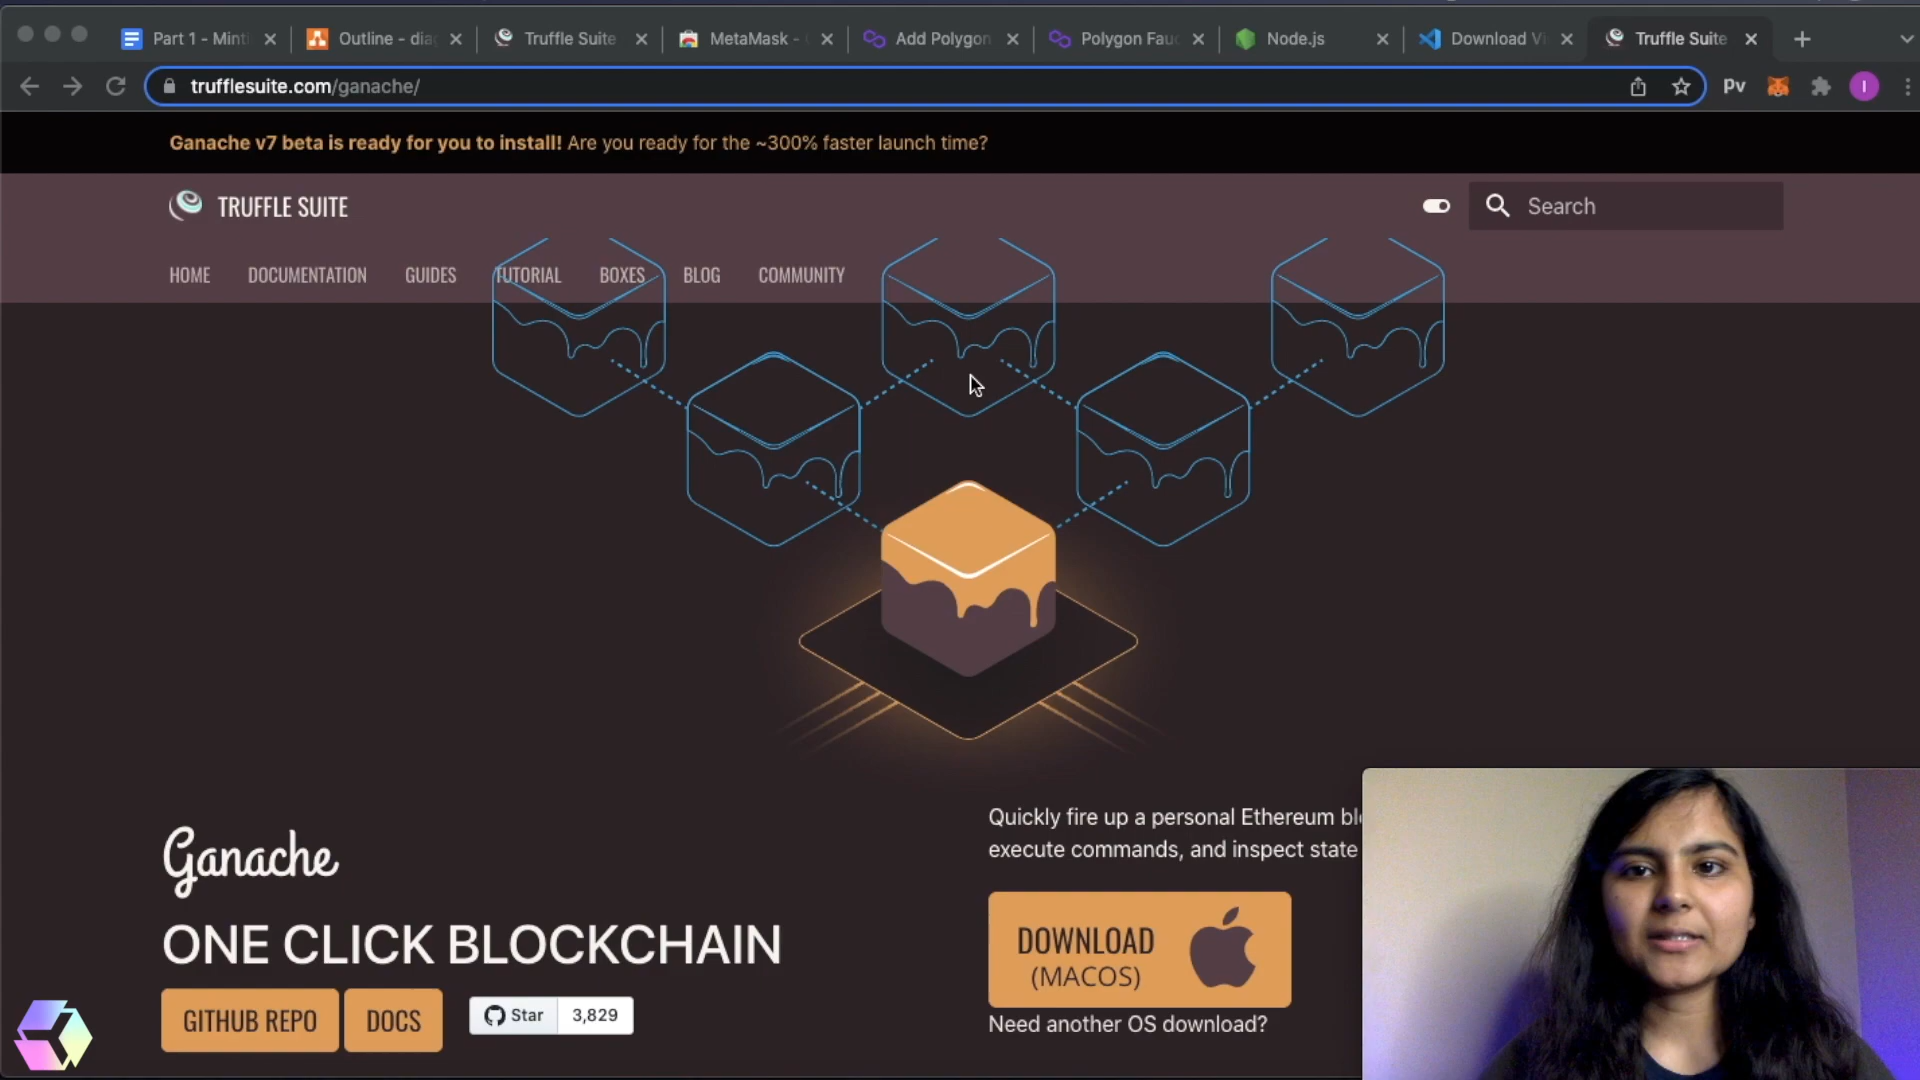 Part 1 - Mint
Outline - dia
Truffle Suite
MetaMask -
Add Polygon
Polygon Fau
Node.js
Download Vi
Truffle Suite
trufflesuite.com/ganache/
Pv
I
Ganache v7 beta is ready for you to install! Are you ready for the ~300% faster launch time?
TRUFFLE SUITE
Search
HOME DOCUMENTATION GUIDES TUTORIAL BOXES BLOG COMMUNITY
Ganache
ONE CLICK BLOCKCHAIN
GITHUB REPO
DOCS
Star 3,829
Quickly fire up a personal Ethereum blo
execute commands, and inspect state
DOWNLOAD
(MACOS)
Need another OS download?